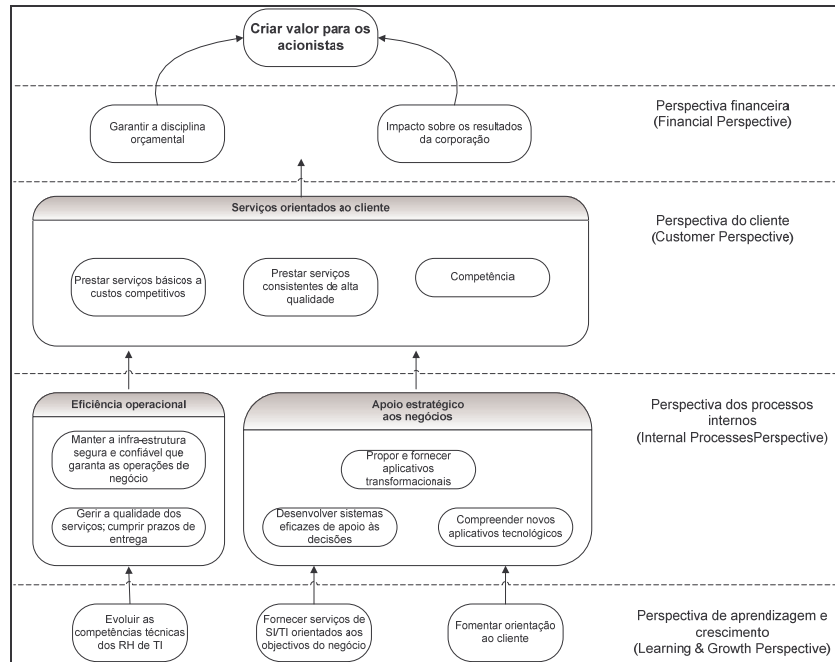 Criar valor para os
acionistas
Garantir a disciplina
orçamental
Impacto sobre os resultados
da corporação
Perspectiva financeira
(Financial Perspective)
Serviços orientados ao cliente
Prestar serviços básicos a
custos competitivos
Prestar serviços
consistentes de alta
qualidade
Competência
Perspectiva do cliente
(Customer Perspective)
Eficiência operacional
Manter a infra-estrutura
segura e confiável que
garanta as operações de
negócio
Gerir a qualidade dos
serviços; cumprir prazos de
entrega
Apoio estratégico
aos negócios
Propor e fornecer
aplicativos
transformacionais
Desenvolver sistemas
eficazes de apoio às
decisões
Compreender novos
aplicativos tecnológicos
Perspectiva dos processos
internos
(Internal ProcessesPerspective)
Evoluir as
competências técnicas
dos RH de TI
Fornecer serviços de
SI/TI orientados aos
objectivos do negócio
Fomentar orientação
ao cliente
Perspectiva de aprendizagem e
crescimento
(Learning & Growth Perspective)